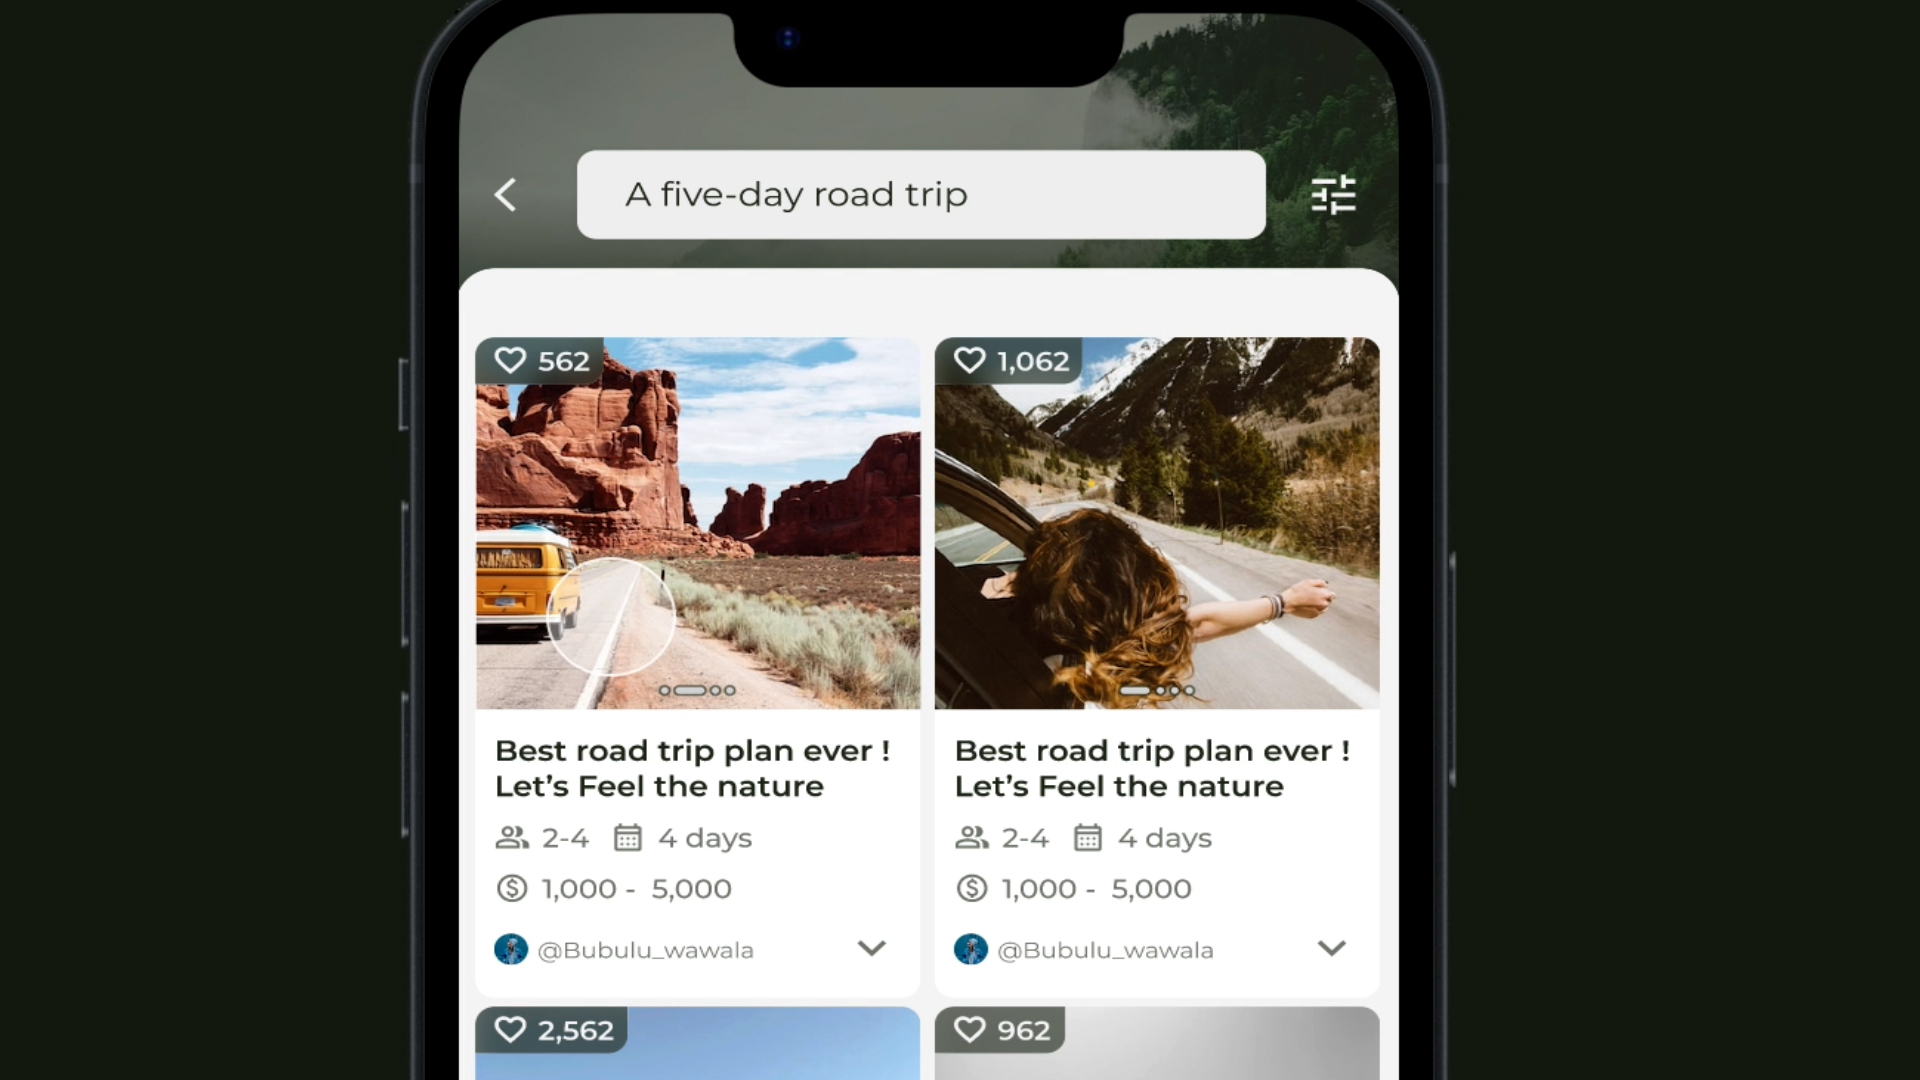 A five-day road trip
562
1,062
Best road trip plan ever !
Let's Feel the nature
2-4 4 days
1,000 - 5,000
@Bubulu_wawala
Best road trip plan ever !
Let's Feel the nature
2-4 4 days
1,000 - 5,000
@Bubulu_wawala
2,562
962